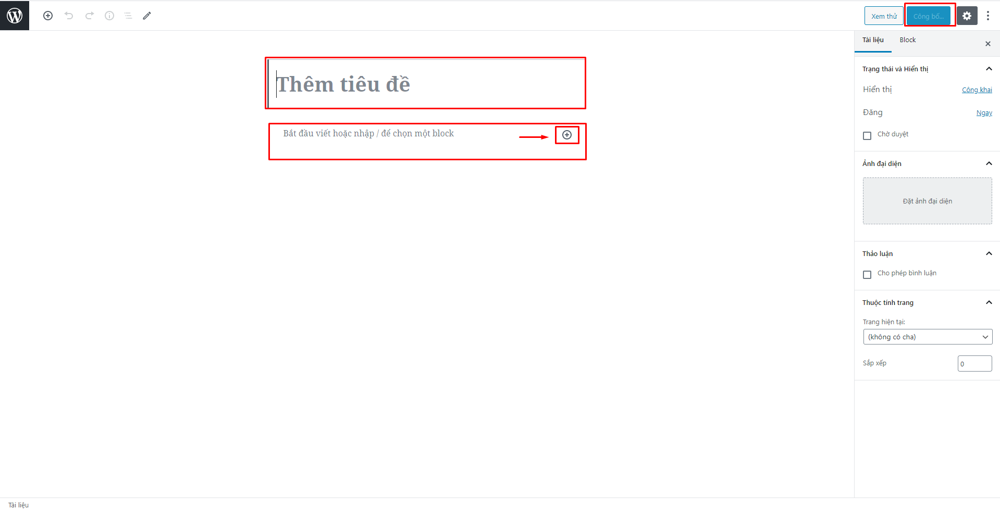 Xem thử
Công bố...
Tài liệu
Block
Thêm tiêu đề
Bắt đầu viết hoặc nhập / để chọn một block
Trạng thái và Hiển thị
Hiển thị
Công khai
Đăng
Ngay
Chờ duyệt
Ảnh đại diện
Đặt ảnh đại diện
Thảo luận
Cho phép bình luận
Thuộc tính trang
Trang hiện tại:
(không có cha)
Sắp xếp
0
Tài liệu